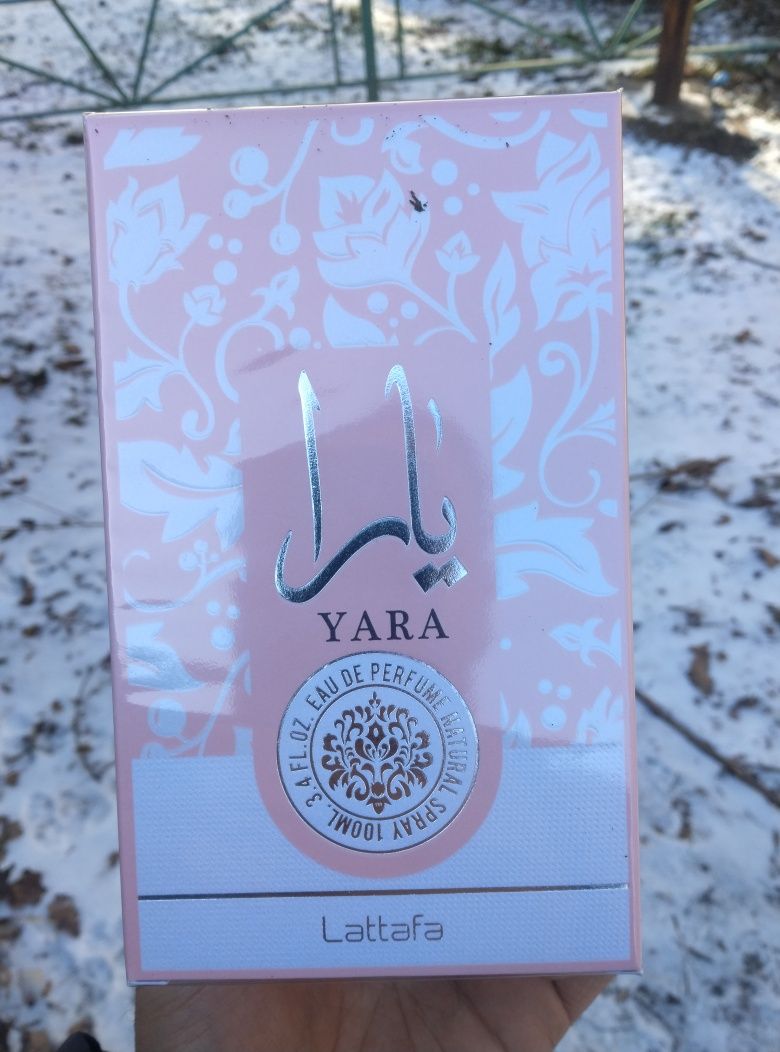 يارا
YARA
EAU DE PERFUME NATURAL SPRAY 100ML. 3.4 FL.OZ.
Lattafa